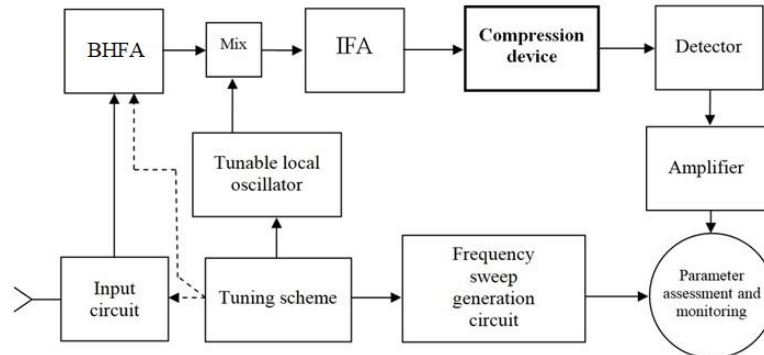 BHFA
Mix
IFA
Compression
device
Detector
Tunable local
oscillator
Amplifier
Input
circuit
Tuning scheme
Frequency
sweep
generation
circuit
Parameter
assessment and
monitoring